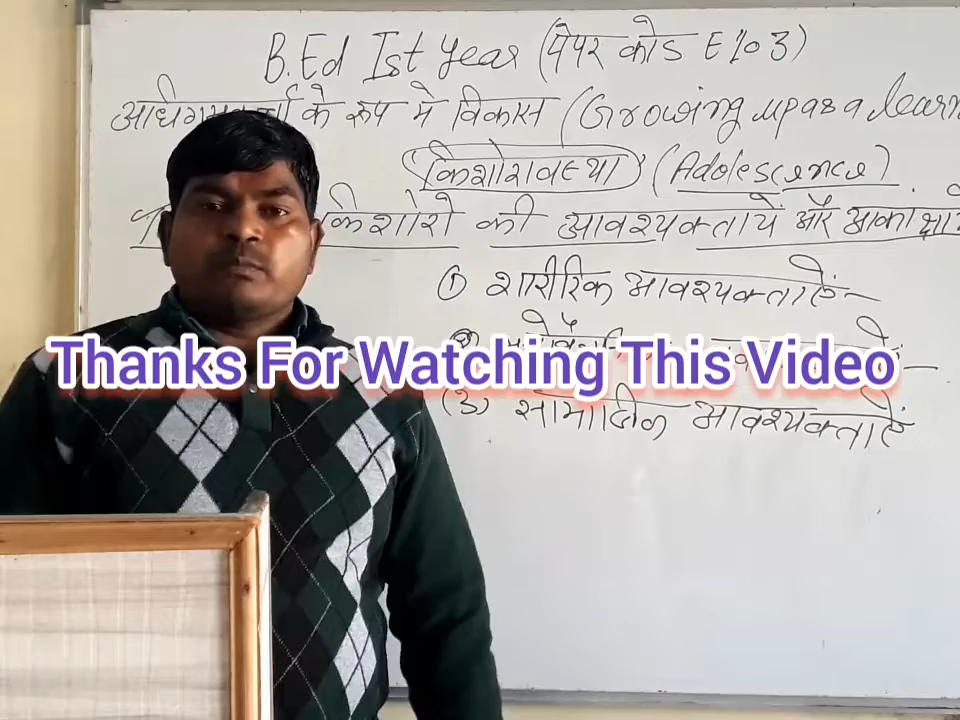 B.Ed Ist year (पेपर कोड E 103)
के रूप मे विकास (Growing up as a learn
किशोरावस्था (Adolescence)
किशोरो की आवश्यकतायें और आकांक्षा
① शारीरिक आवश्यकताएं-
Thanks For Watching This Video
(3) सामाजिक आवश्यकताएं